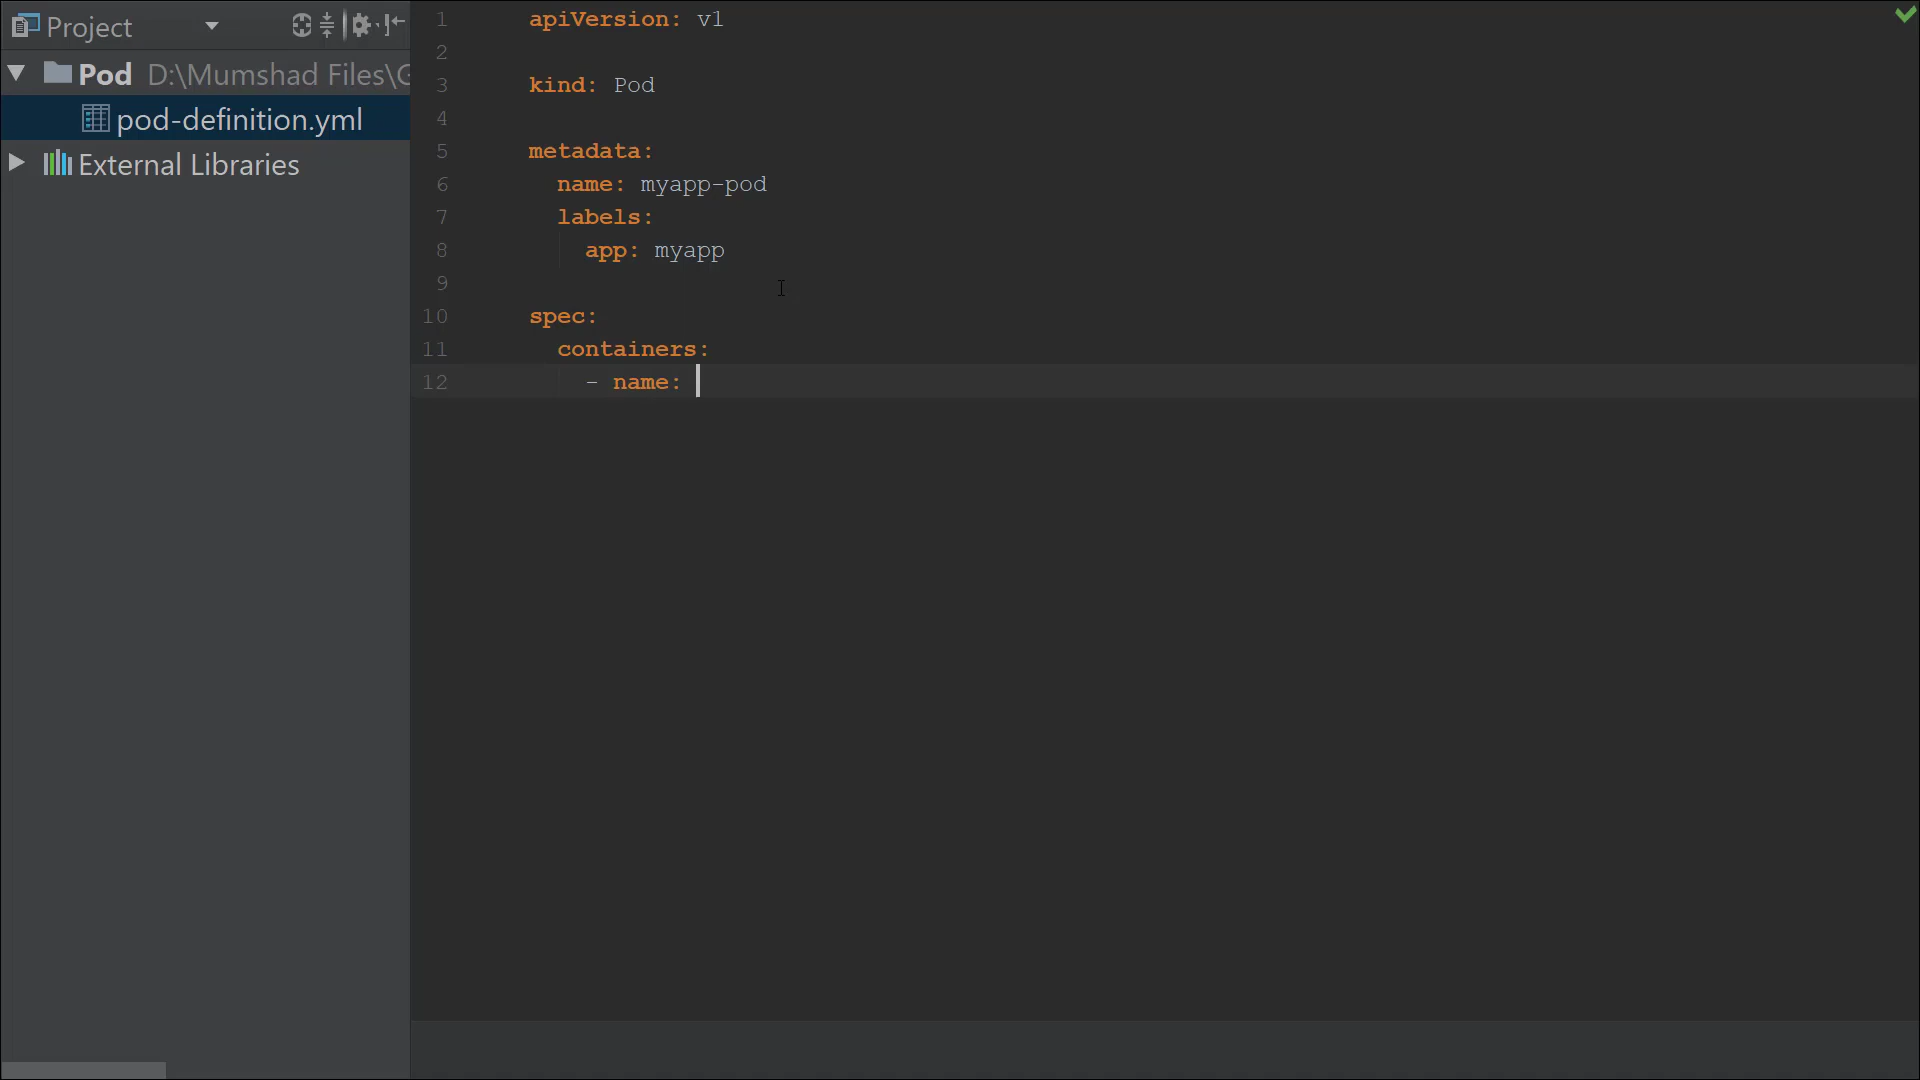 Project
Pod D:\Mumshad Files\
pod-definition.yml
External Libraries
1 apiVersion: v1
2
3 kind: Pod
4
5 metadata:
6 name: myapp-pod
7 labels:
8 app: myapp
9
10 spec:
11 containers:
12 - name: